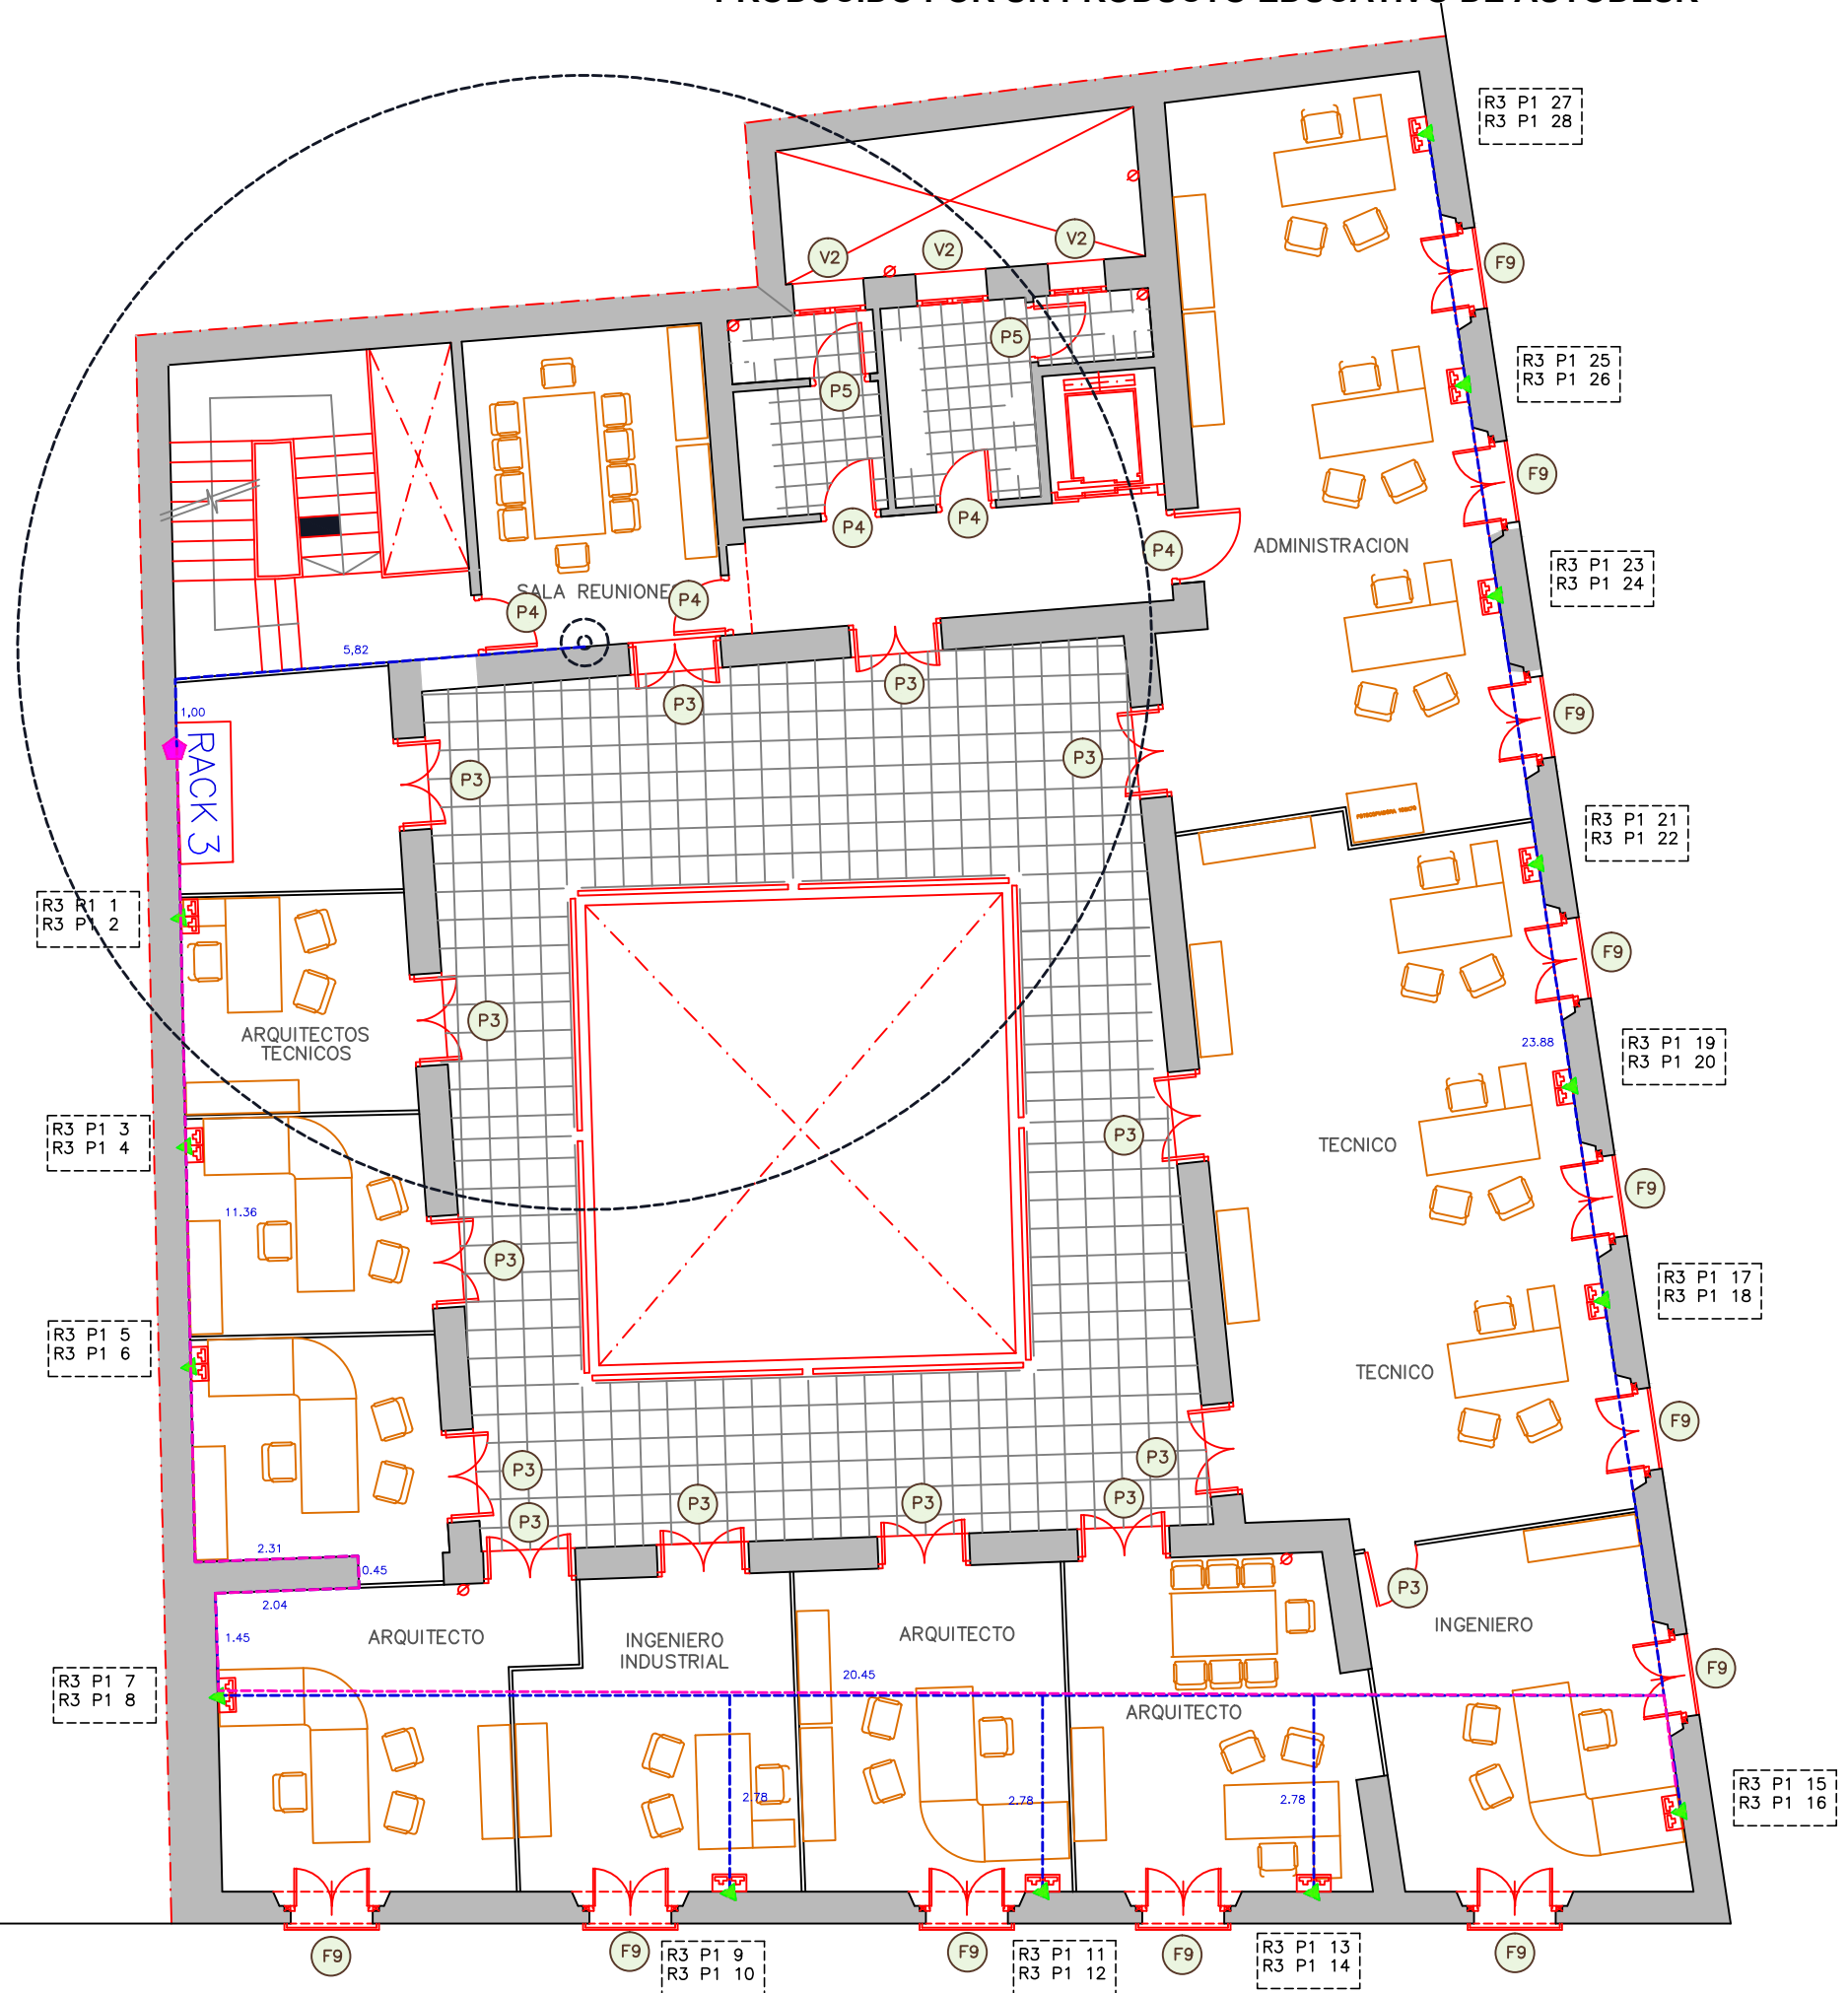 PRODUCIDO POR UN PRODUCTO EDUCATIVO DE AUTODESK
R3 P1 27
R3 P1 28
V2
V2
V2
F9
P5
P5
R3 P1 25
R3 P1 26
F9
P4
P4
P4
ADMINISTRACION
R3 P1 23
R3 P1 24
SALA REUNIONES
P4
P4
5,82
P3
P3
F9
1,00
RACK 3
P3
P3
R3 P1 21
R3 P1 22
R3 P1 1
R3 P1 2
F9
P3
ARQUITECTOS
TECNICOS
23.88
R3 P1 19
R3 P1 20
R3 P1 3
R3 P1 4
P3
TECNICO
F9
11.36
P3
R3 P1 17
R3 P1 18
R3 P1 5
R3 P1 6
TECNICO
F9
P3
P3
P3
P3
P3
P3
2.31
0.45
P3
2.04
1.45
ARQUITECTO
INGENIERO
INDUSTRIAL
ARQUITECTO
INGENIERO
F9
R3 P1 7
R3 P1 8
20.45
ARQUITECTO
2.78
2.78
2.78
R3 P1 15
R3 P1 16
F9
F9
F9
F9
F9
R3 P1 9
R3 P1 10
R3 P1 11
R3 P1 12
R3 P1 13
R3 P1 14